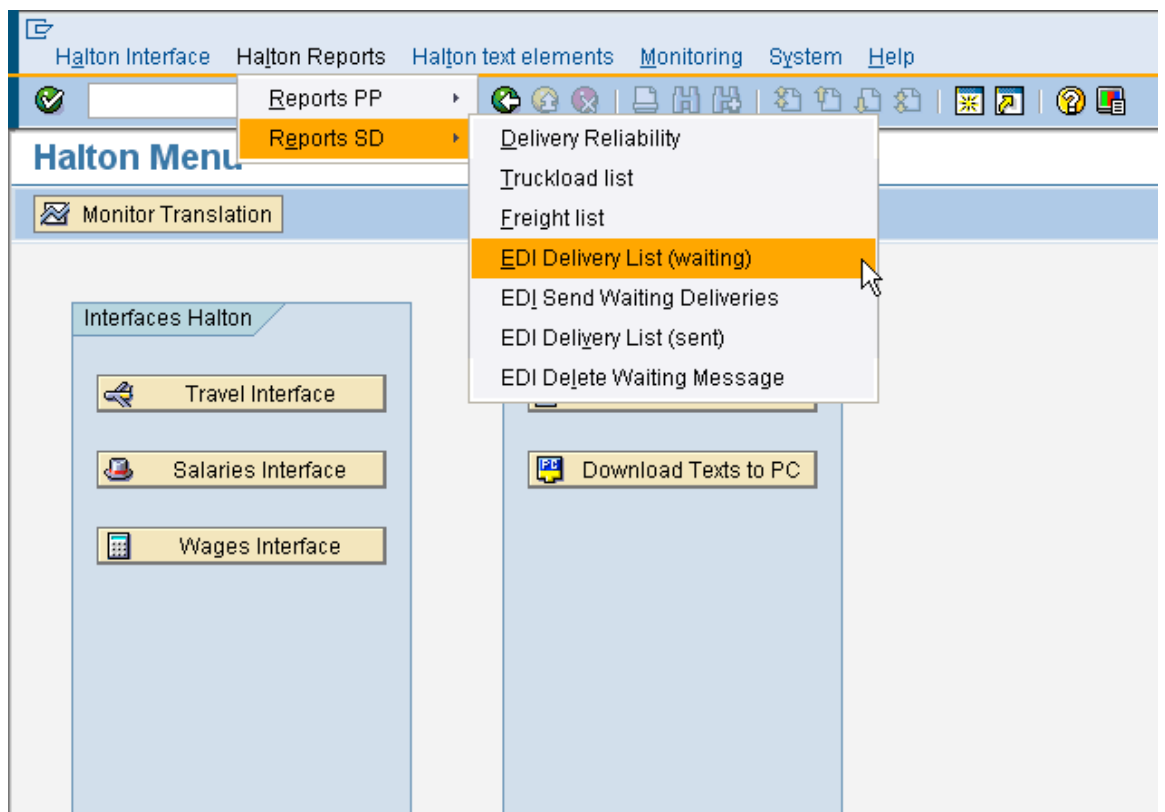 Halton Interface Halton Reports Halton text elements Monitoring System Help
Reports PP
Reports SD
Halton Menu
Delivery Reliability
Truckload list
Freight list
EDI Delivery List (waiting)
EDI Send Waiting Deliveries
EDI Delivery List (sent)
EDI Delete Waiting Message
Monitor Translation
Interfaces Halton
Travel Interface
Salaries Interface
Wages Interface
Download Texts to PC